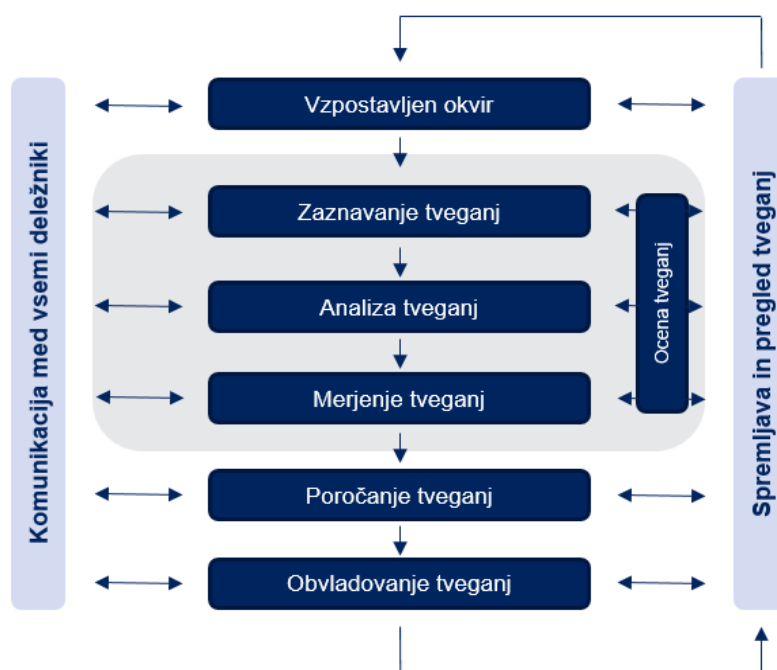 Vzpostavljen okvir
Komunikacija med vsemi deležniki
Zaznavanje tveganj
Analiza tveganj
Merjenje tveganj
Ocena tveganj
Poročanje tveganj
Obvladovanje tveganj
Spremljava in pregled tveganj